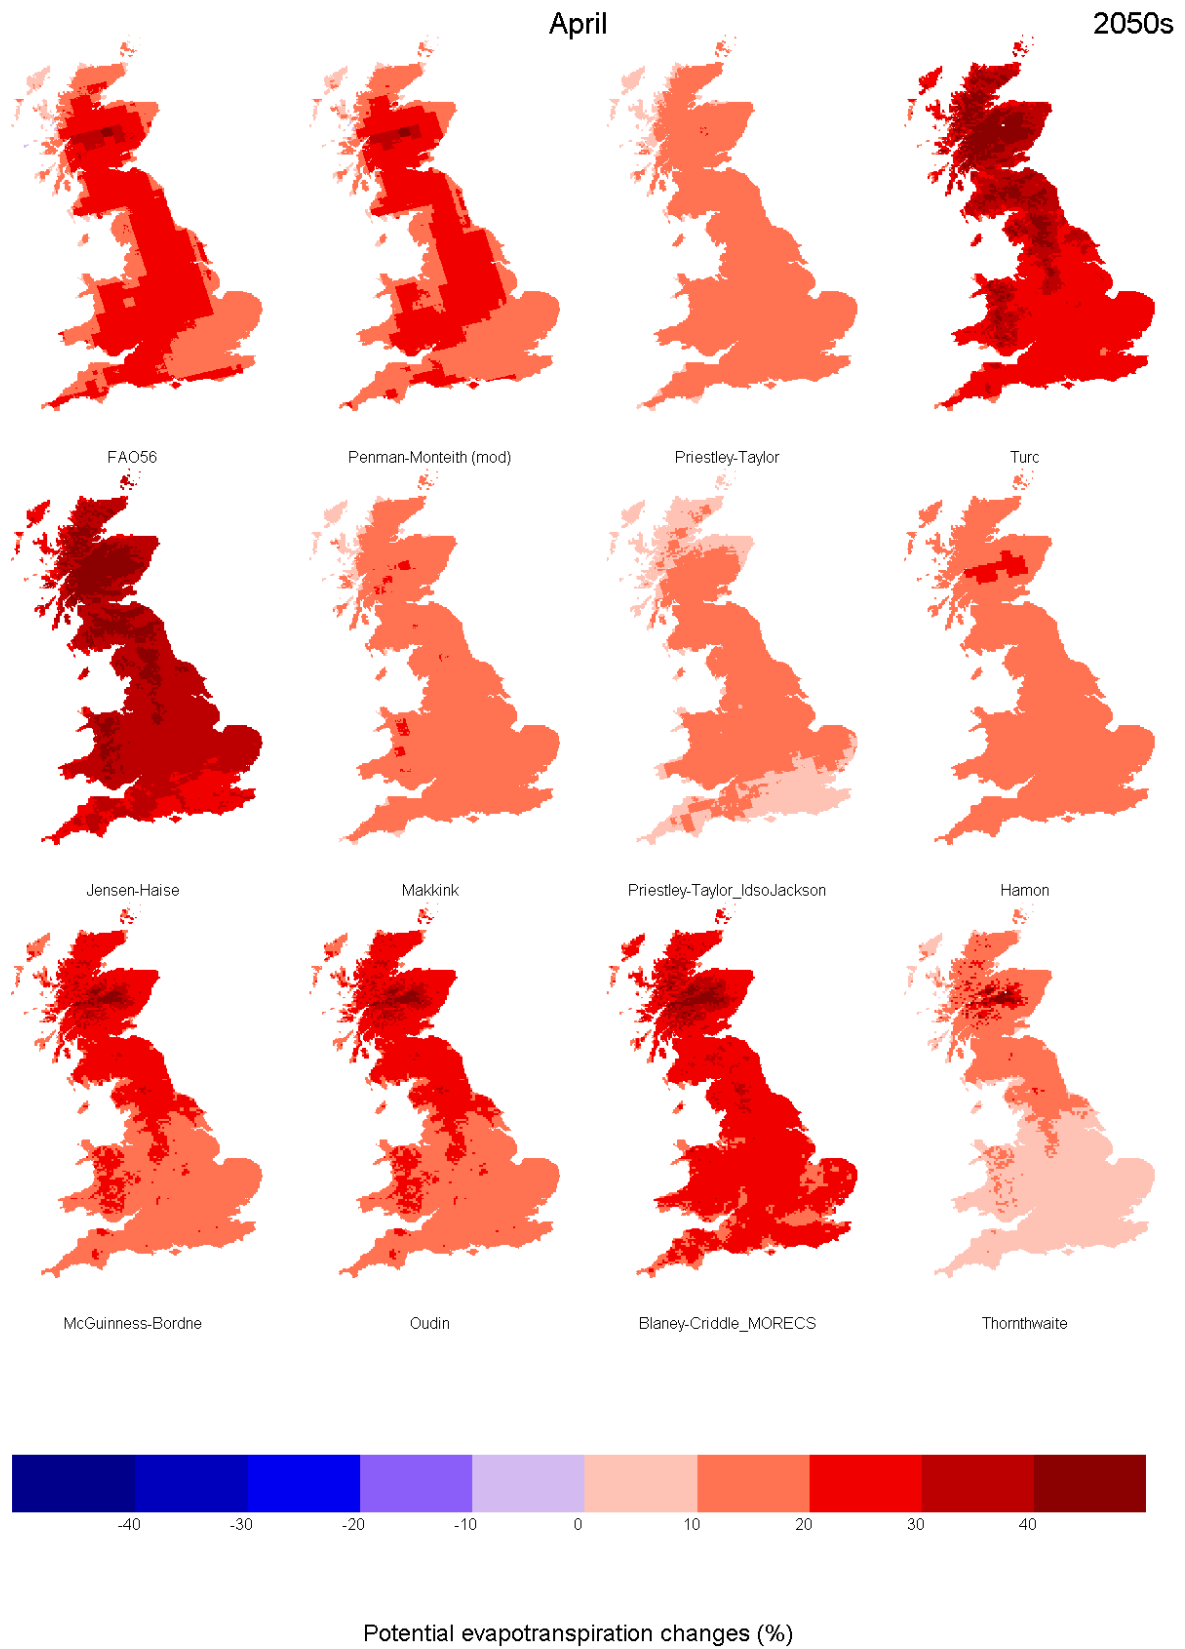 April
2050s
FAO56
Penman-Monteith (mod)
Priestley-Taylor
Turc
Jensen-Haise
Makkink
Priestley-Taylor_IdsoJackson
Hamon
McGuinness-Bordne
Oudin
Blaney-Criddle_MORECS
Thornthwaite
-40
-30
-20
-10
0
10
20
30
40
Potential evapotranspiration changes (%)